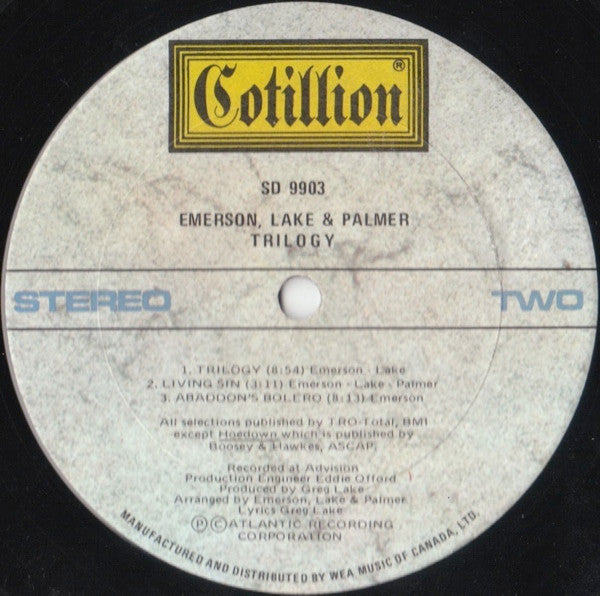 Cotillion®
SD 9903
EMERSON, LAKE & PALMER
TRILOGY
STEREO
TWO
1. TRILOGY (8:54) Emerson - Lake
2. LIVING SIN (3:11) Emerson - Lake - Palmer
3. ABADDON'S BOLERO (8:13) Emerson
All selections published by TRO-Total, BMI
except Hoedown which is published by
Boosey & Hawkes, ASCAP.
Recorded at Advision
Production Engineer Eddie Offord
Produced by Greg Lake
Arranged by Emerson, Lake & Palmer
Lyrics Greg Lake
ⓅⒸATLANTIC RECORDING
CORPORATION
MANUFACTURED AND DISTRIBUTED BY WEA MUSIC OF CANADA, LTD.